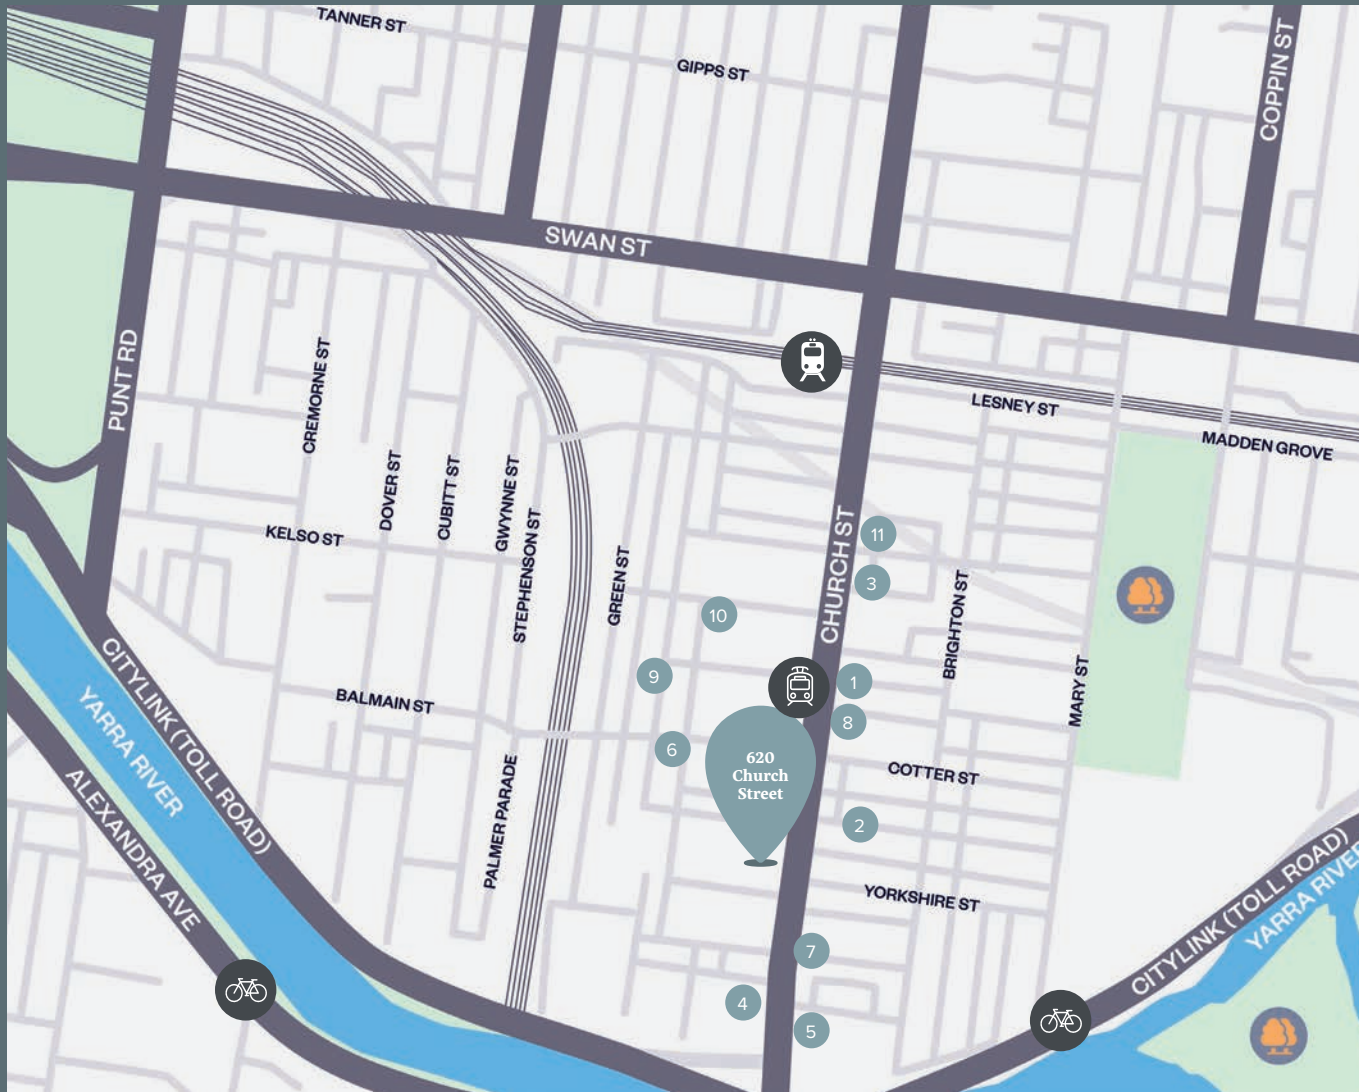 TANNER ST
GIPPS ST
COPPIN ST
SWAN ST
PUNT RD
CREMORNE ST
LESNEY ST
MADDEN GROVE
DOVER ST
CUBITT ST
GWYNNE ST
STEPHENSON ST
KELSO ST
GREEN ST
CHURCH ST
11
3
10
BRIGHTON ST
MARY ST
9
1
8
6
BALMAIN ST
620
Church
Street
COTTER ST
2
PALMER PARADE
YORKSHIRE ST
CITYLINK (TOLL ROAD)
YARRA RIVER
ALEXANDRA AVE
7
4
5
CITYLINK (TOLL ROAD)
YARRA RIVER